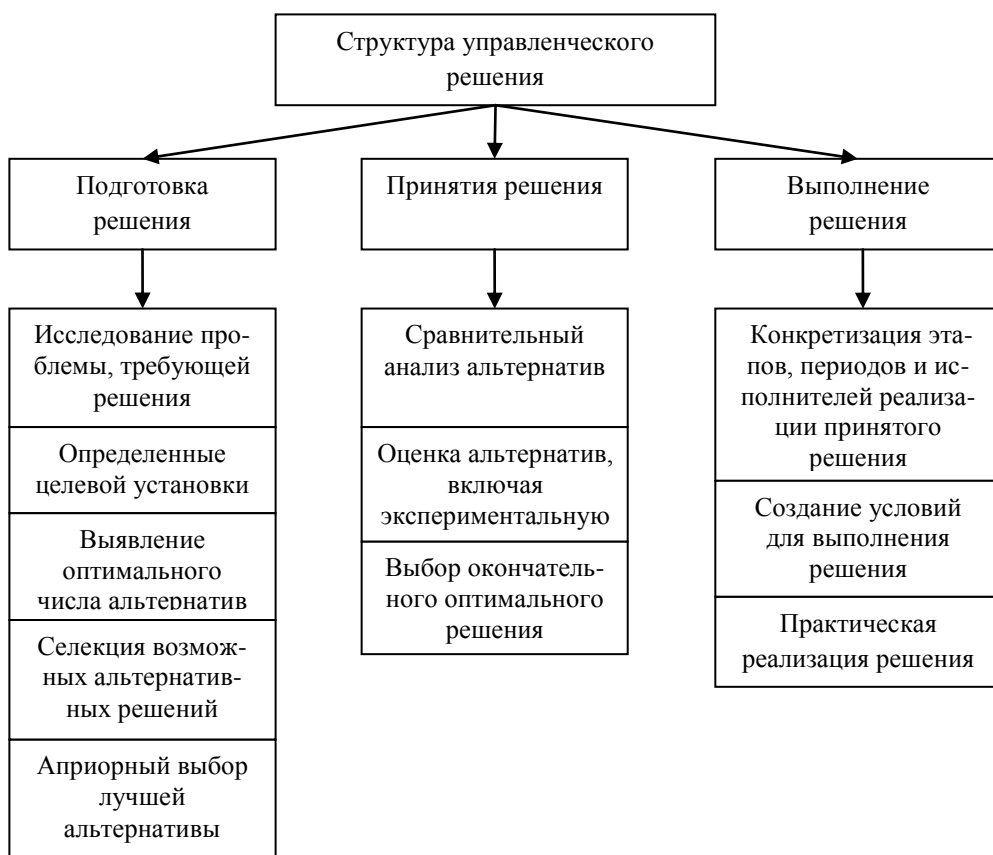 Структура управленческого
решения
Подготовка
решения
Принятия решения
Выполнение
решения
Исследование про-
блемы, требующей
решения
Определенные
целевой установки
Выявление
оптимального
числа альтернатив
Селекция возмож-
ных альтернатив-
ных решений
Априорный выбор
лучшей
альтернативы
Сравнительный
анализ альтернатив
Оценка альтернатив,
включая
экспериментальную
Выбор окончатель-
ного оптимального
решения
Конкретизация эта-
пов, периодов и ис-
полнителей реализа-
ции принятого
решения
Создание условий
для выполнения
решения
Практическая
реализация решения